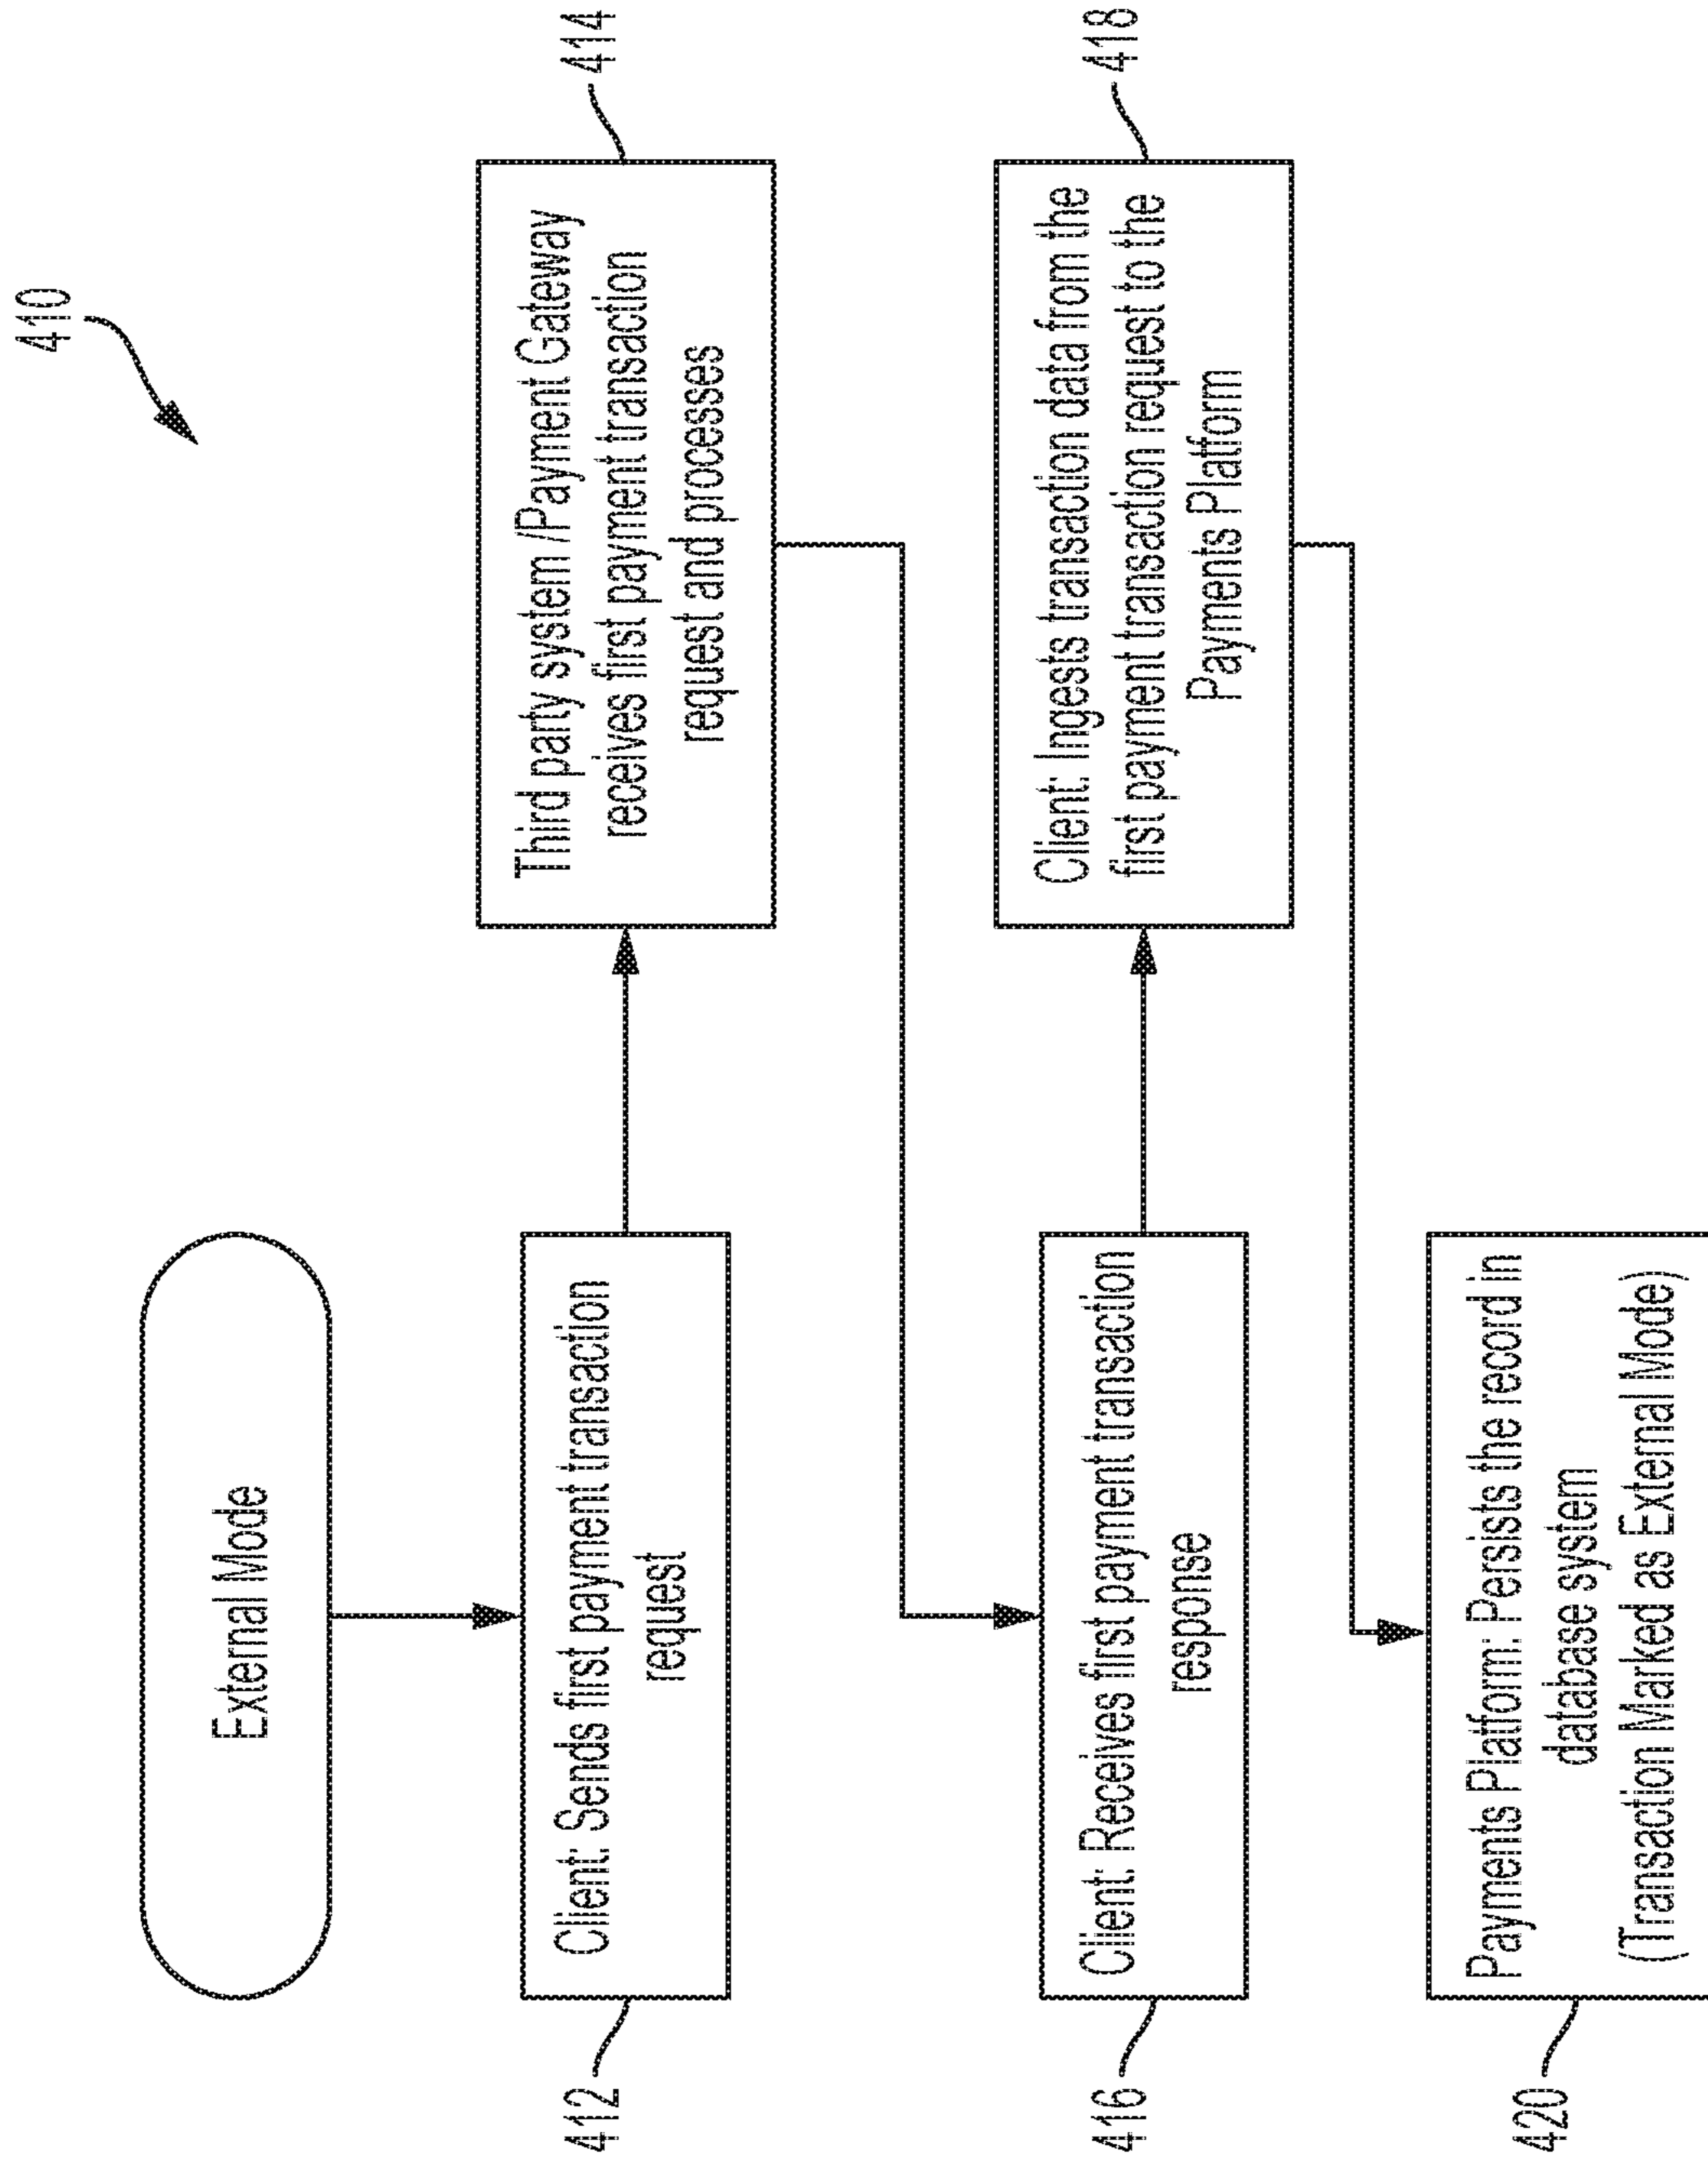 410
External Mode
412
Client: Sends first payment transaction
request
414
Third party system /Payment Gateway
receives first payment transaction
request and processes
416
Client: Receives first payment transaction
response
418
Client: Ingests transaction data from the
first payment transaction request to the
Payments Platform
420
Payments Platform: Persists the record in
database system
(Transaction Marked as External Mode)